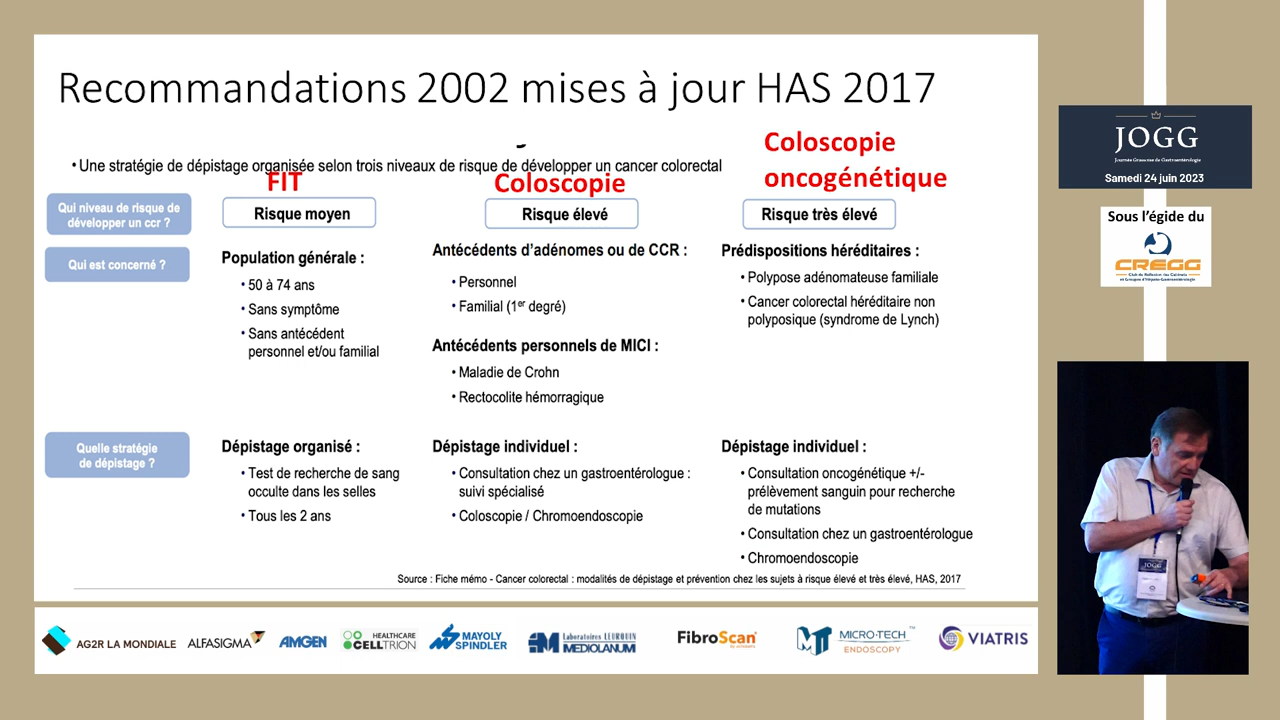 Recommandations 2002 mises à jour HAS 2017
• Une stratégie de dépistage organisée selon trois niveaux de risque de développer un cancer colorectal
FIT
Coloscopie
Coloscopie
oncogénétique
Qui niveau de risque de
développer un ccr ?
Risque moyen
Risque élevé
Risque très élevé
Qui est concerné ?
Population générale :
• 50 à 74 ans
• Sans symptôme
• Sans antécédent
personnel et/ou familial
Antécédents d'adénomes ou de CCR :
• Personnel
• Familial (1er degré)
Antécédents personnels de MICI :
• Maladie de Crohn
• Rectocolite hémorragique
Prédispositions héréditaires :
• Polypose adénomateuse familiale
• Cancer colorectal héréditaire non
polyposique (syndrome de Lynch)
Quelle stratégie
de dépistage ?
Dépistage organisé :
• Test de recherche de sang
occulte dans les selles
• Tous les 2 ans
Dépistage individuel :
• Consultation chez un gastroentérologue :
suivi spécialisé
• Coloscopie / Chromoendoscopie
Dépistage individuel :
• Consultation oncogénétique +/-
prélèvement sanguin pour recherche
de mutations
• Consultation chez un gastroentérologue
• Chromoendoscopie
Source : Fiche mémo - Cancer colorectal : modalités de dépistage et prévention chez les sujets à risque élevé et très élevé, HAS, 2017
AG2R LA MONDIALE
ALFASIGMA
AMGEN
HEALTHCARE
CELLTRION
MAYOLY
SPINDLER
Laboratoires LEURQUIN
MEDIOLANUM
FibroScan
MICRO-TECH™
ENDOSCOPY
VIATRIS
JOGG
Journée Grassoise de Gastroentérologie
Samedi 24 juin 2023
Sous l'égide du
CREGG
Club de Réflexion des Cabinets
et Groupes d'Hépato-Gastroentérologie
JOGG